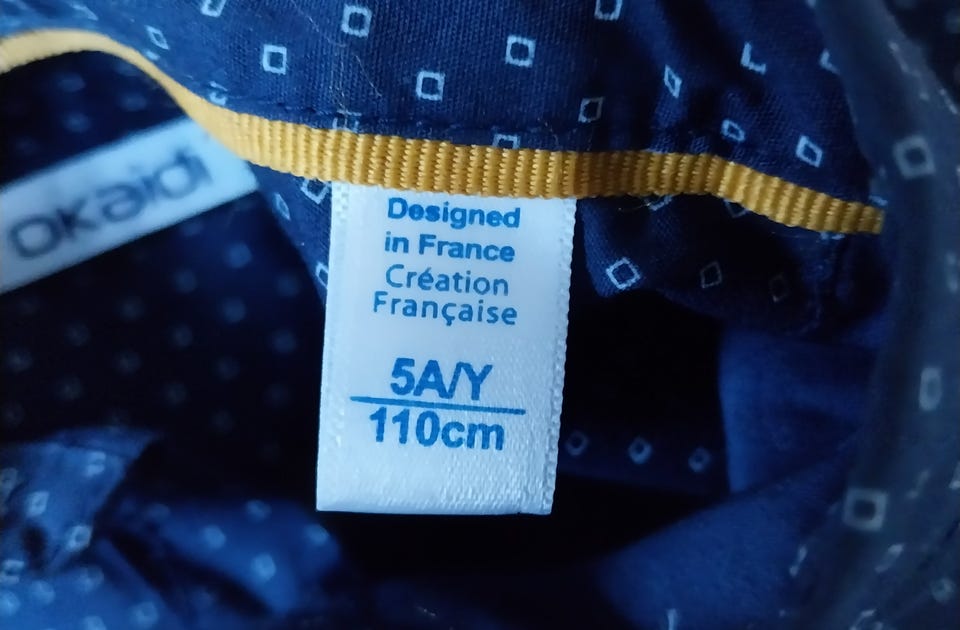 okaidi
Designed
in France
Création
Française
5A/Y
110cm